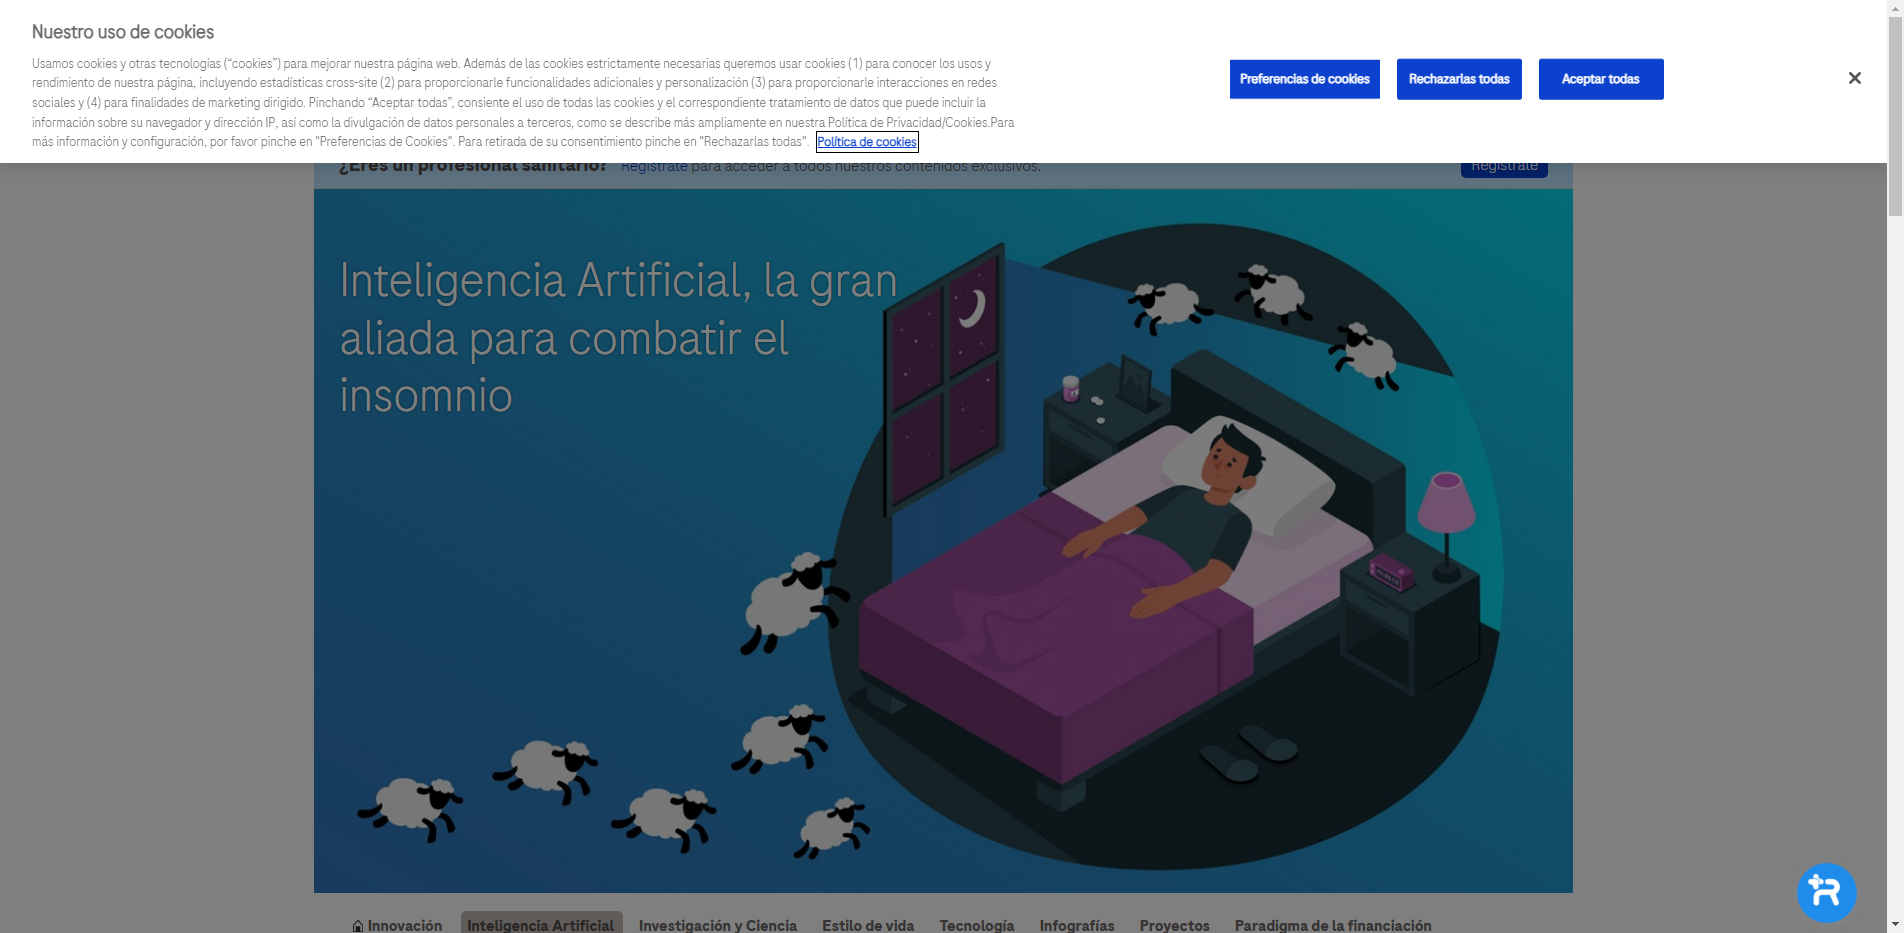 Nuestro uso de cookies
Usamos cookies y otras tecnologías (“cookies”) para mejorar nuestra página web. Además de las cookies estrictamente necesarias queremos usar cookies (1) para conocer los usos y
rendimiento de nuestra página, incluyendo estadísticas cross-site (2) para proporcionarle funcionalidades adicionales y personalización (3) para proporcionarle interacciones en redes
sociales y (4) para finalidades de marketing dirigido. Pinchando “Aceptar todas”, consiente el uso de todas las cookies y el correspondiente tratamiento de datos que puede incluir la
información sobre su navegador y dirección IP, así como la divulgación de datos personales a terceros, como se describe más ampliamente en nuestra Política de Privacidad/Cookies.Para
más información y configuración, por favor pinche en "Preferencias de Cookies". Para retirada de su consentimiento pinche en "Rechazarlas todas". Política de cookies
Preferencias de cookies
Rechazarlas todas
Aceptar todas
¿Eres un profesional sanitario? Regístrate para acceder a todos nuestros contenidos exclusivos.
Regístrate
Inteligencia Artificial, la gran
aliada para combatir el
insomnio
Innovación Inteligencia Artificial Investigación y Ciencia Estilo de vida Tecnología Infografías Proyectos Paradigma de la financiación